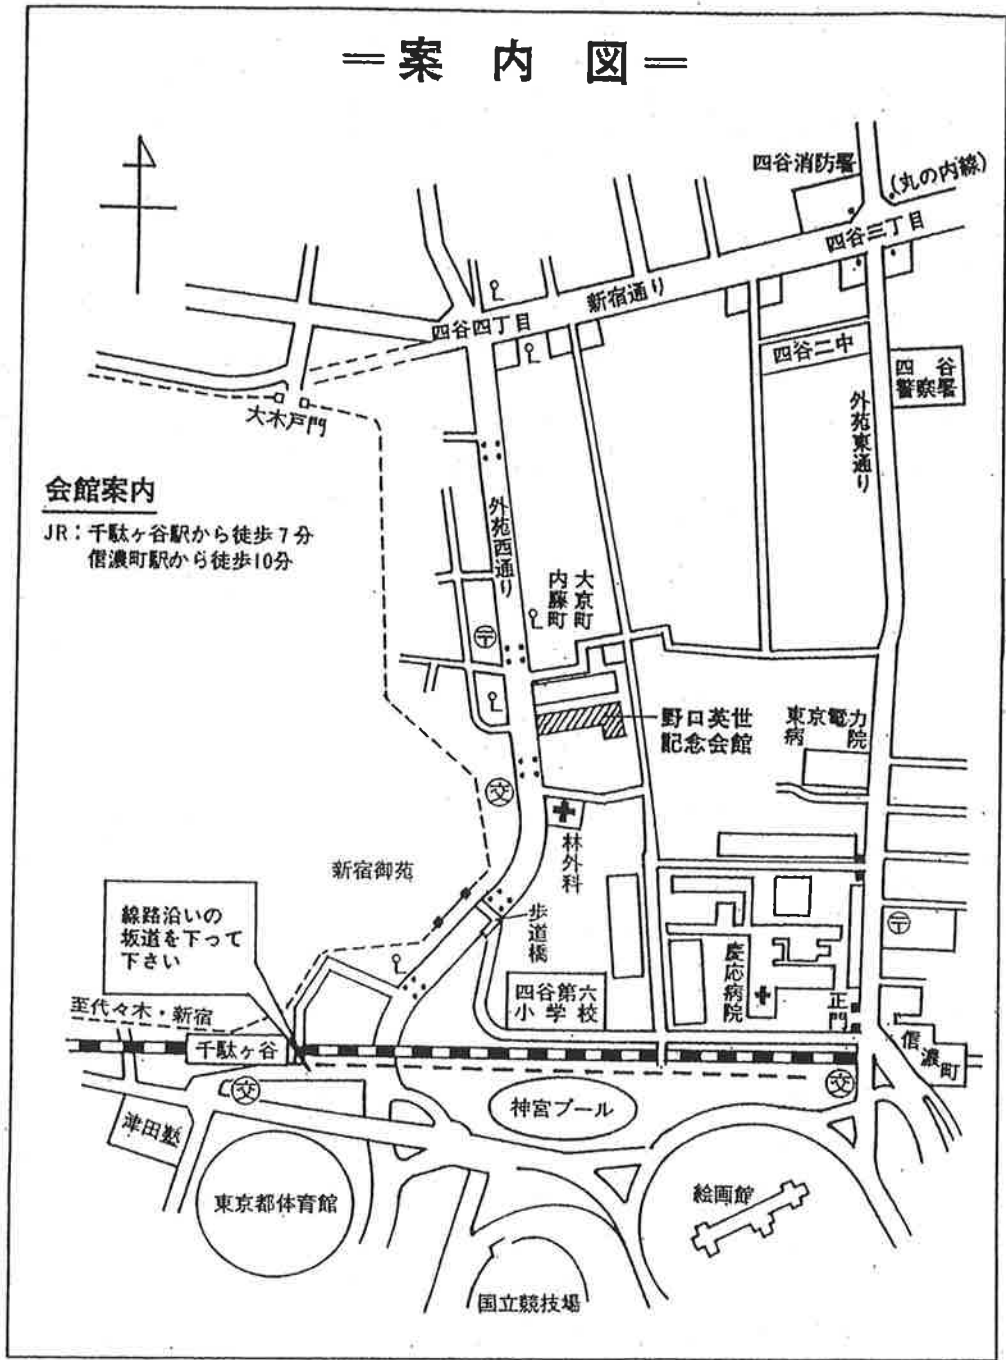 ＝案内図＝
四谷消防署
(丸の内線)
四谷三丁目
新宿通り
四谷四丁目
四谷二中
四谷
警察署
大木戸門
外苑東通り
会館案内
JR：千駄ヶ谷駅から徒歩7分
信濃町駅から徒歩10分
外苑西通り
大京町
内藤町
〒
野口英世
記念会館
東京電力
病院
交
林外科
新宿御苑
歩道橋
線路沿いの
坂道を下って
下さい
〒
慶応病院
四谷第六
小学校
正門
至代々木・新宿
千駄ヶ谷
信濃町
交
交
神宮プール
津田塾
東京都体育館
絵画館
国立競技場